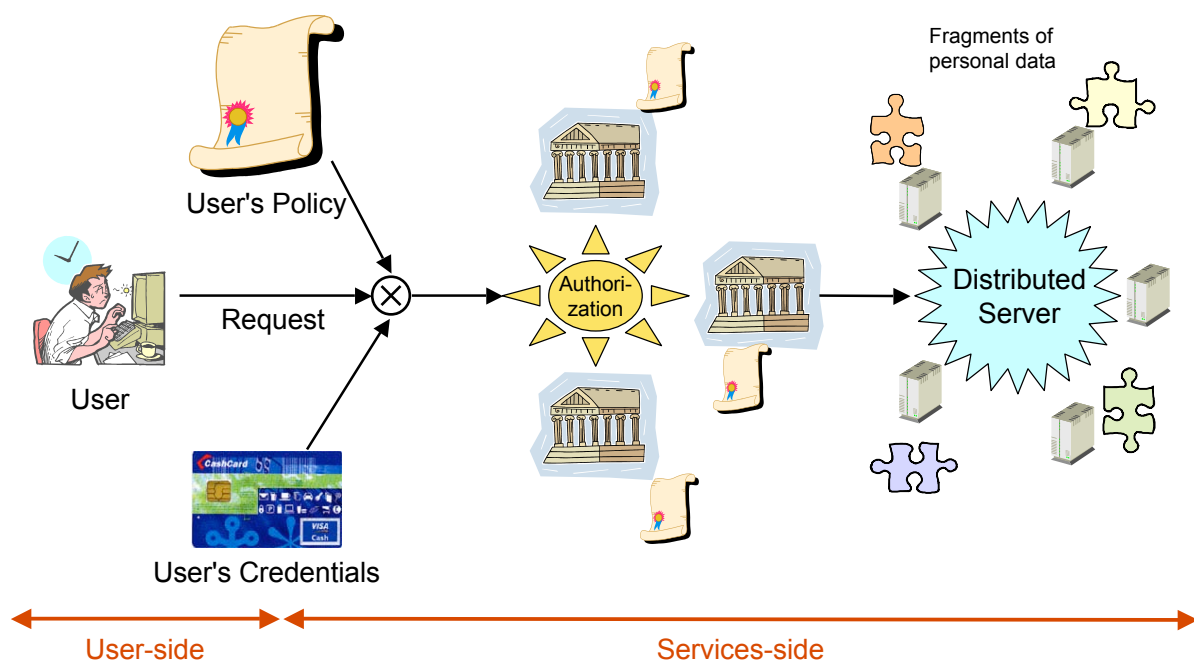 Fragments of
personal data
User's Policy
Authori-
zation
Distributed
Server
Request
User
CashCard
VISA
Cash
User's Credentials
User-side
Services-side